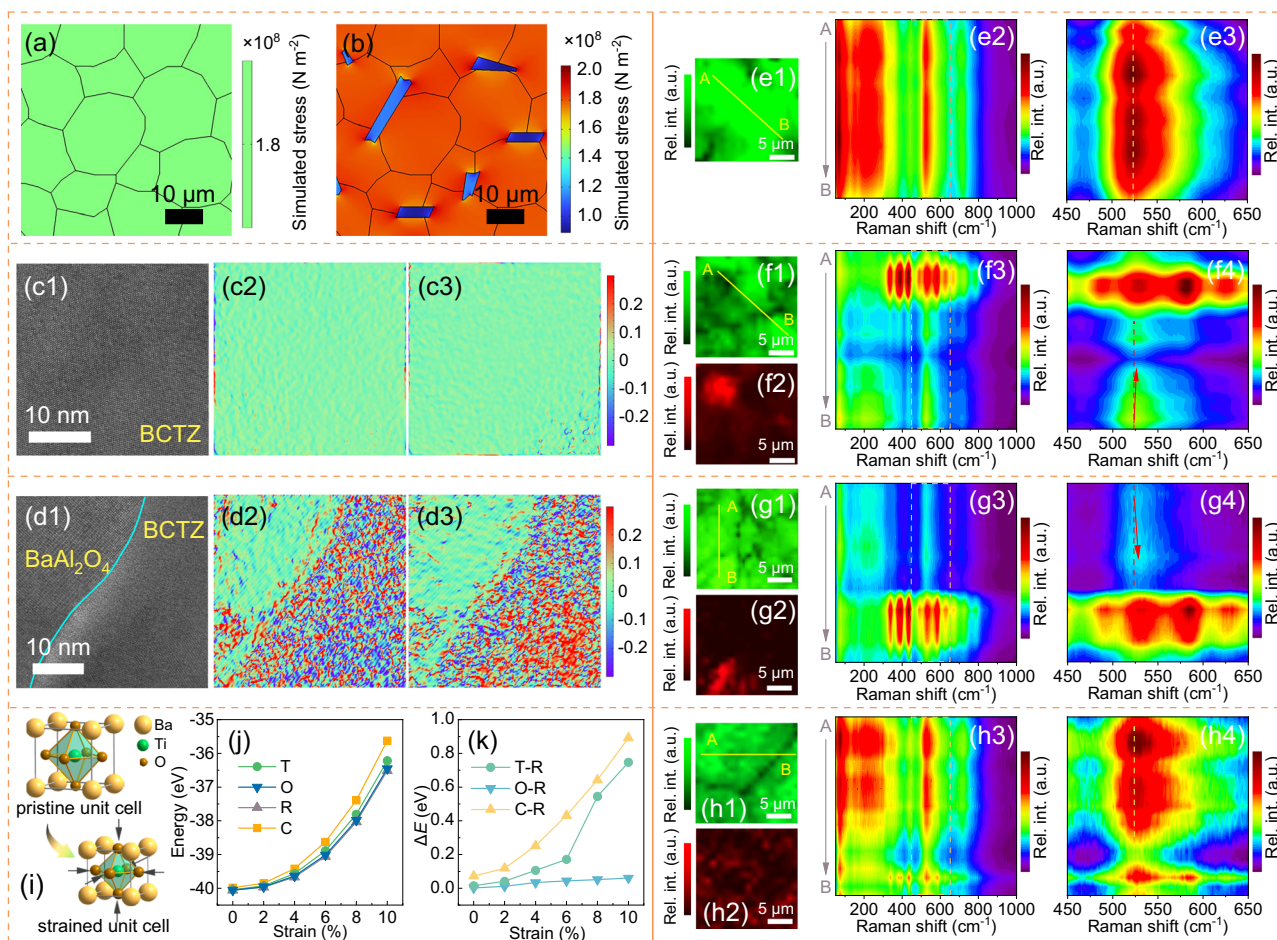 (a)
×10⁸
1.8
Simulated stress (N m⁻²)
10 μm
(b)
×10⁸
2.0
1.8
1.6
1.4
1.2
1.0
Simulated stress (N m⁻²)
10 μm
(c1)
10 nm
BCTZ
(c2)
(c3)
0.2
0.1
0
-0.1
-0.2
(d1)
BCTZ
BaAl₂O₄
10 nm
(d2)
(d3)
0.2
0.1
0
-0.1
-0.2
Ba
Ti
O
pristine unit cell
(i)
strained unit cell
(j)
Energy (eV)
-35
-36
-37
-38
-39
-40
T
O
R
C
0 2 4 6 8 10
Strain (%)
(k)
ΔE (eV)
1.0
0.8
0.6
0.4
0.2
0.0
T-R
O-R
C-R
0 2 4 6 8 10
Strain (%)
Rel. int. (a.u.)
(e1)
A
B
5 μm
A
B
(e2)
200 400 600 800 1000
Raman shift (cm⁻¹)
Rel. int. (a.u.)
(e3)
450 500 550 600 650
Raman shift (cm⁻¹)
Rel. int. (a.u.)
Rel. int. (a.u.)
(f1)
A
B
5 μm
Rel. int. (a.u.)
(f2)
5 μm
A
B
(f3)
200 400 600 800 1000
Raman shift (cm⁻¹)
Rel. int. (a.u.)
(f4)
450 500 550 600 650
Raman shift (cm⁻¹)
Rel. int. (a.u.)
Rel. int. (a.u.)
(g1)
A
B
5 μm
Rel. int. (a.u.)
(g2)
5 μm
A
B
(g3)
200 400 600 800 1000
Raman shift (cm⁻¹)
Rel. int. (a.u.)
(g4)
450 500 550 600 650
Raman shift (cm⁻¹)
Rel. int. (a.u.)
Rel. int. (a.u.)
A
B
(h1)
5 μm
Rel. int. (a.u.)
(h2)
5 μm
A
B
(h3)
200 400 600 800 1000
Raman shift (cm⁻¹)
Rel. int. (a.u.)
(h4)
450 500 550 600 650
Raman shift (cm⁻¹)
Rel. int. (a.u.)